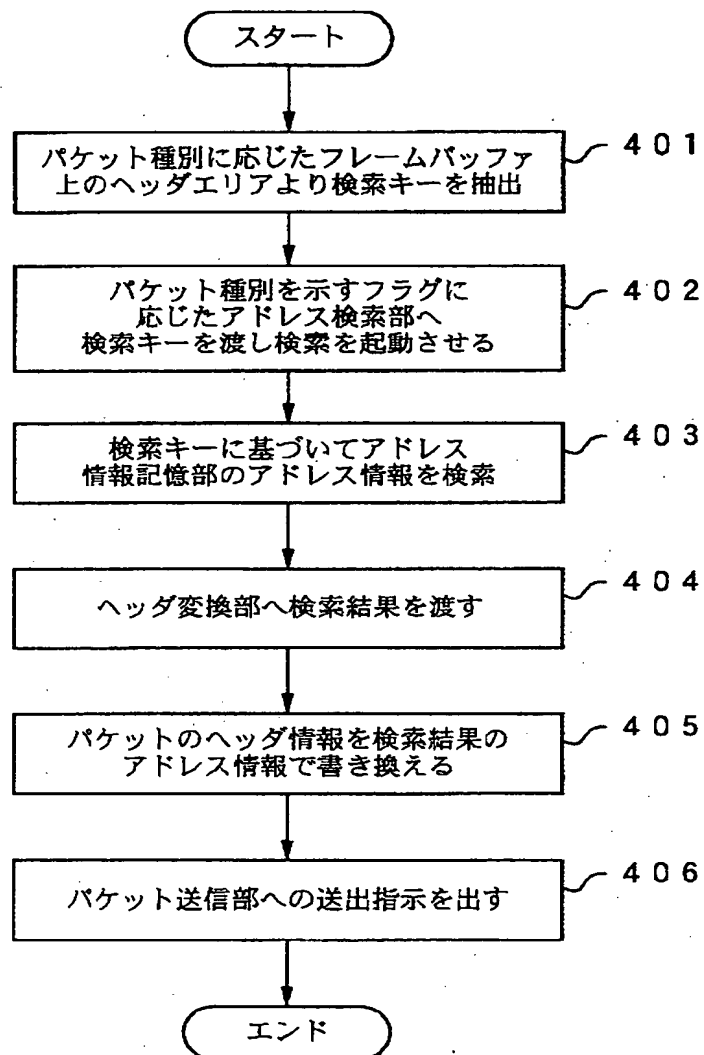 スタート
パケット種別に応じたフレームバッファ
上のヘッダエリアより検索キーを抽出
401
パケット種別を示すフラグに
応じたアドレス検索部へ
検索キーを渡し検索を起動させる
402
検索キーに基づいてアドレス
情報記憶部のアドレス情報を検索
403
ヘッダ変換部へ検索結果を渡す
404
パケットのヘッダ情報を検索結果の
アドレス情報で書き換える
405
パケット送信部への送出指示を出す
406
エンド